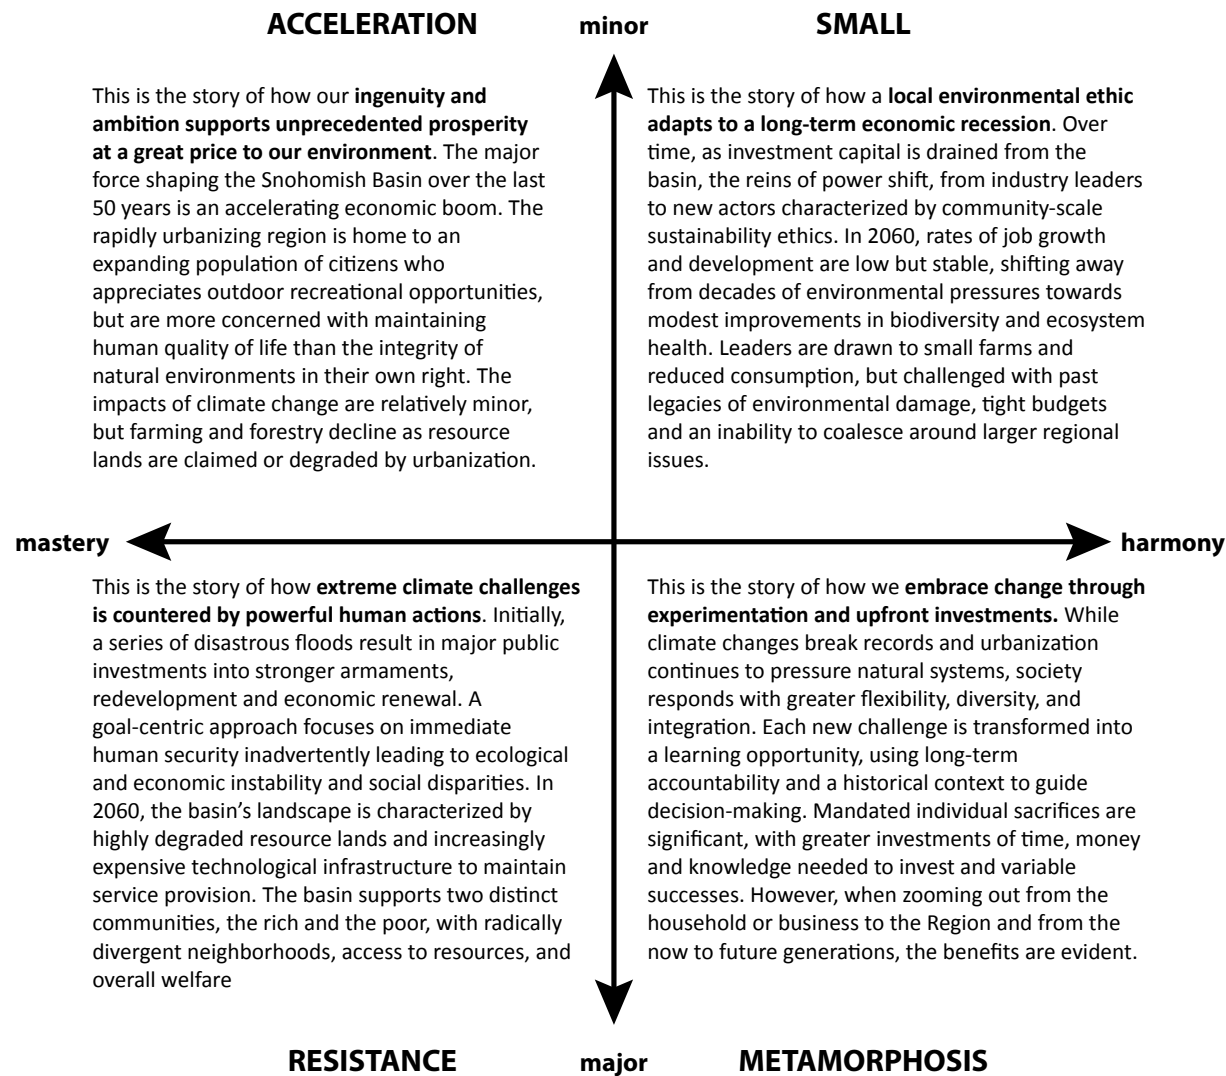 ACCELERATION
minor
SMALL
This is the story of how our ingenuity and
ambition supports unprecedented prosperity
at a great price to our environment. The major
force shaping the Snohomish Basin over the last
50 years is an accelerating economic boom. The
rapidly urbanizing region is home to an
expanding population of citizens who
appreciates outdoor recreational opportunities,
but are more concerned with maintaining
human quality of life than the integrity of
natural environments in their own right. The
impacts of climate change are relatively minor,
but farming and forestry decline as resource
lands are claimed or degraded by urbanization.
This is the story of how a local environmental ethic
adapts to a long-term economic recession. Over
time, as investment capital is drained from the
basin, the reins of power shift, from industry leaders
to new actors characterized by community-scale
sustainability ethics. In 2060, rates of job growth
and development are low but stable, shifting away
from decades of environmental pressures towards
modest improvements in biodiversity and ecosystem
health. Leaders are drawn to small farms and
reduced consumption, but challenged with past
legacies of environmental damage, tight budgets
and an inability to coalesce around larger regional
issues.
mastery
harmony
This is the story of how extreme climate challenges
is countered by powerful human actions. Initially,
a series of disastrous floods result in major public
investments into stronger armaments,
redevelopment and economic renewal. A
goal-centric approach focuses on immediate
human security inadvertently leading to ecological
and economic instability and social disparities. In
2060, the basin's landscape is characterized by
highly degraded resource lands and increasingly
expensive technological infrastructure to maintain
service provision. The basin supports two distinct
communities, the rich and the poor, with radically
divergent neighborhoods, access to resources, and
overall welfare
This is the story of how we embrace change through
experimentation and upfront investments. While
climate changes break records and urbanization
continues to pressure natural systems, society
responds with greater flexibility, diversity, and
integration. Each new challenge is transformed into
a learning opportunity, using long-term
accountability and a historical context to guide
decision-making. Mandated individual sacrifices are
significant, with greater investments of time, money
and knowledge needed to invest and variable
successes. However, when zooming out from the
household or business to the Region and from the
now to future generations, the benefits are evident.
RESISTANCE
major
METAMORPHOSIS